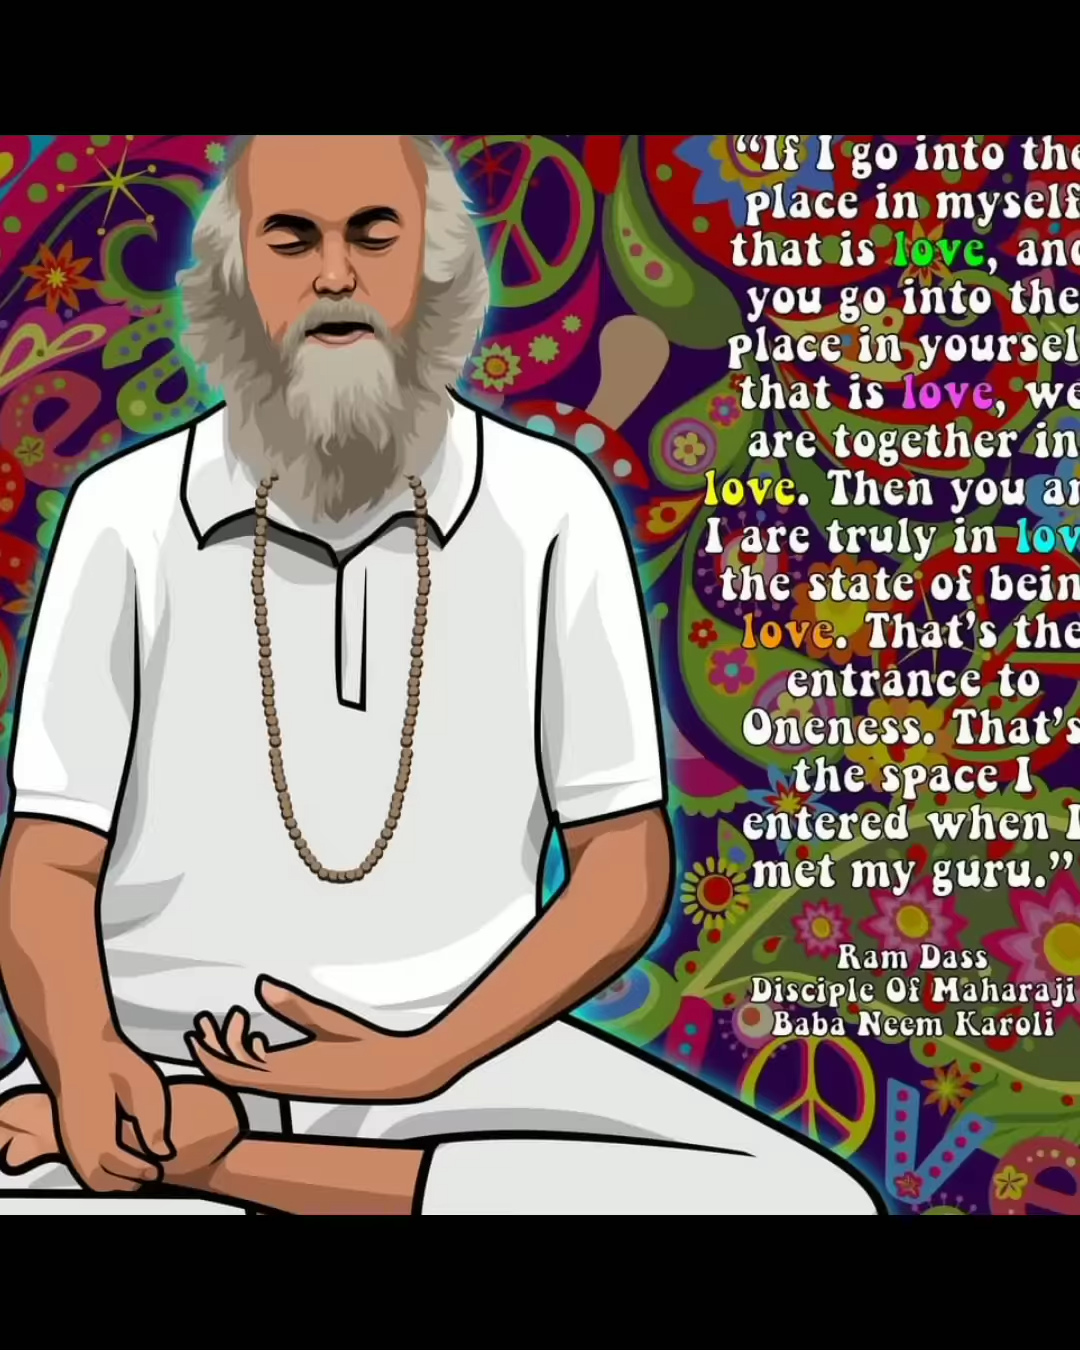 “If I go into the
place in myself
that is love, and
you go into the
place in yourself
that is love, we
are together in
love. Then you an
I are truly in lov
the state of bein
love. That’s the
entrance to
Oneness. That’s
the space I
entered when I
met my guru.”
Ram Dass
Disciple Of Maharaji
Baba Neem Karoli